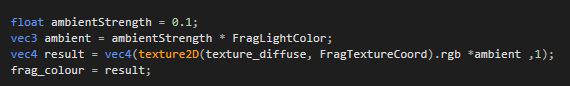 float ambientStrength = 0.1;
vec3 ambient = ambientStrength * FragLightColor;
vec4 result = vec4(texture2D(texture_diffuse, FragTextureCoord).rgb *ambient ,1);
frag_colour = result;